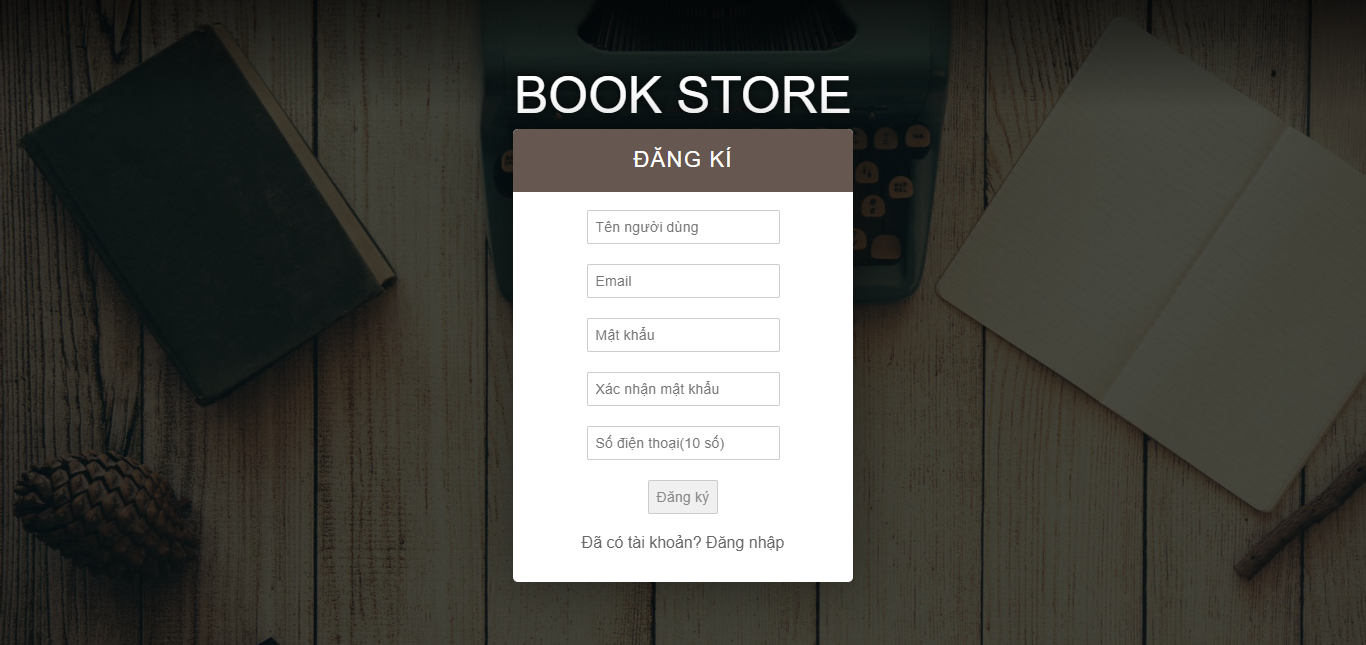 BOOK STORE
ĐĂNG KÍ
Tên người dùng
Email
Mật khẩu
Xác nhận mật khẩu
Số điện thoại(10 số)
Đăng ký
Đã có tài khoản? Đăng nhập